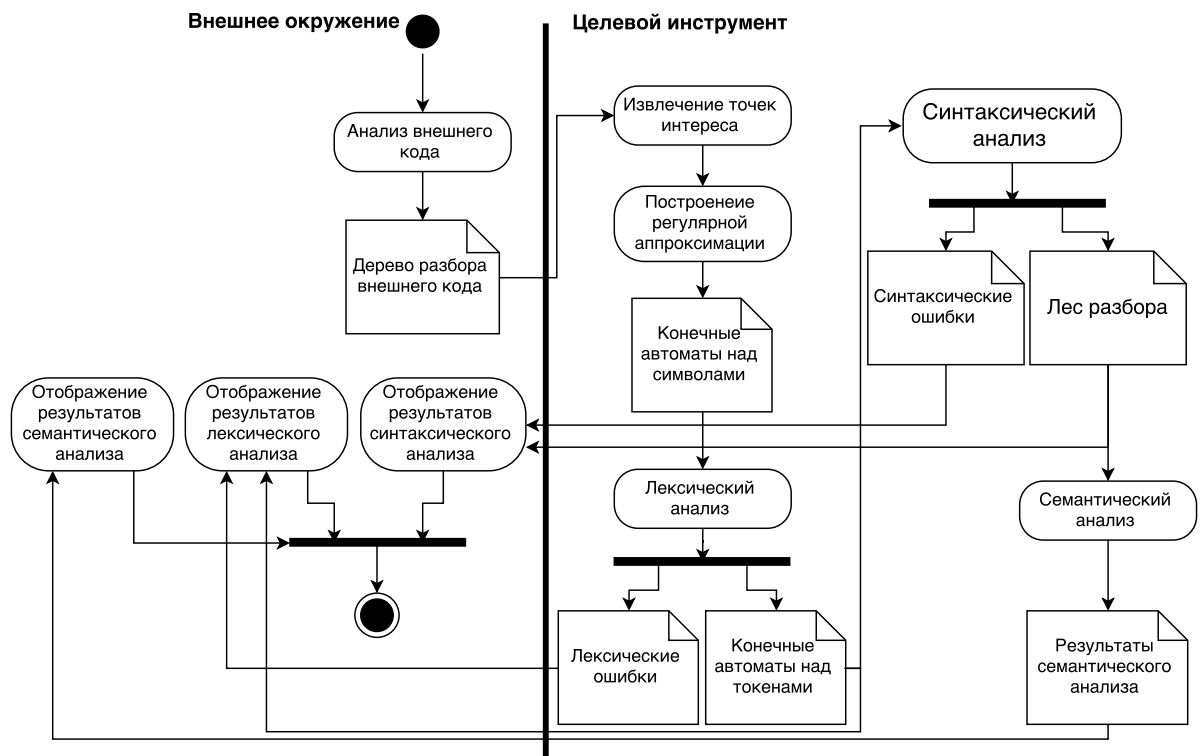 Внешнее окружение
Целевой инструмент
Анализ внешнего
кода
Дерево разбора
внешнего кода
Извлечение точек
интереса
Построенеие
регулярной
аппроксимации
Конечные
автоматы над
символами
Синтаксический
анализ
Синтаксические
ошибки
Лес разбора
Отображение
результатов
семантического
анализа
Отображение
результатов
лексического
анализа
Отображение
результатов
синтаксического
анализа
Лексический
анализ
Семантический
анализ
Лексические
ошибки
Конечные
автоматы над
токенами
Результаты
семантического
анализа